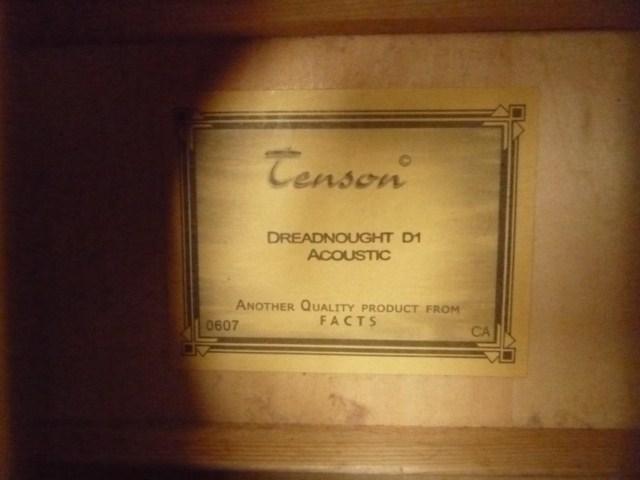 Tenson©
DREADNOUGHT D1
ACOUSTIC
ANOTHER QUALITY PRODUCT FROM
FACTS
0607
CA